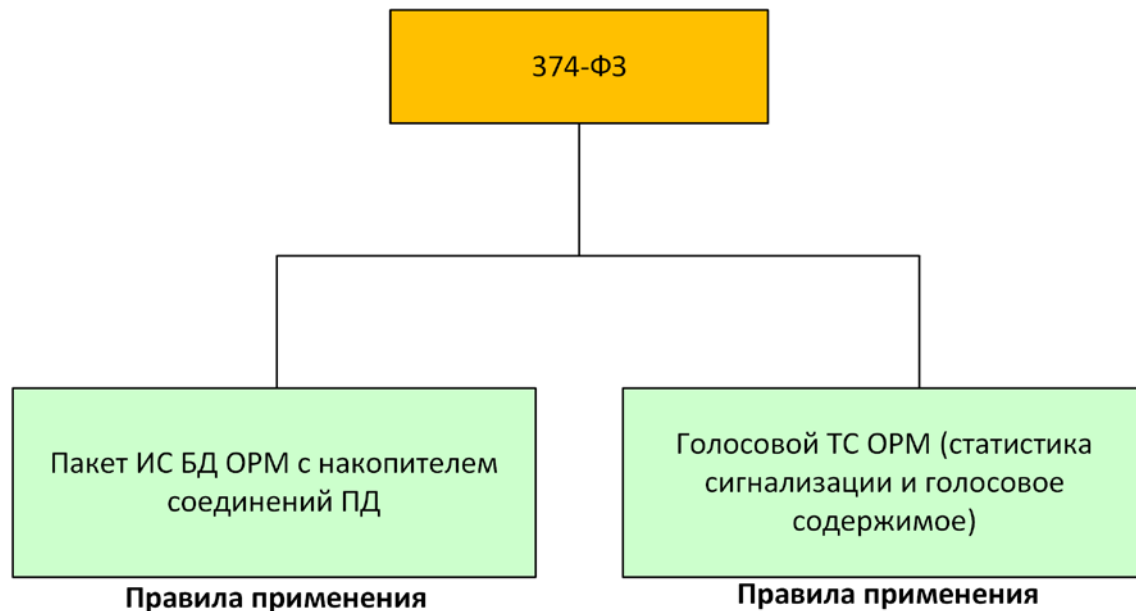 374-ФЗ
Пакет ИС БД ОРМ с накопителем
соединений ПД
Голосовой ТС ОРМ (статистика
сигнализации и голосовое
содержимое)
Правила применения
Правила применения